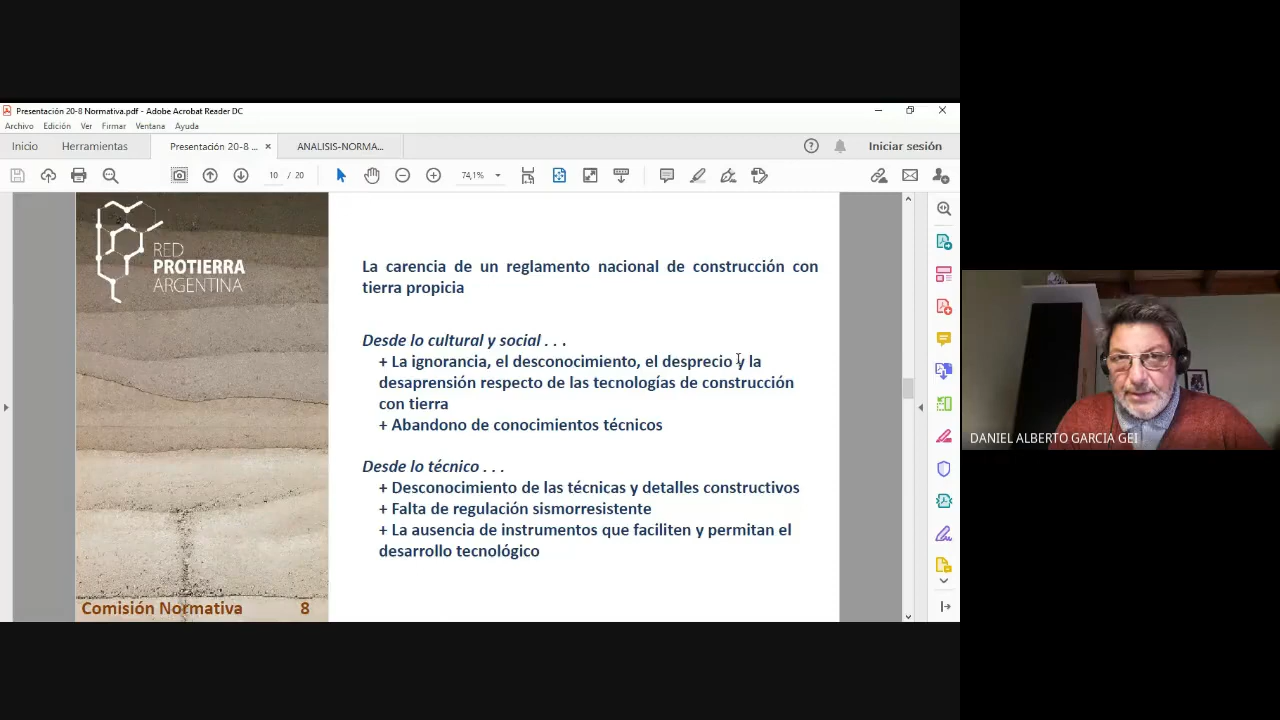 Presentación 20-8 Normativa.pdf - Adobe Acrobat Reader DC
Archivo Edición Ver Firmar Ventana Ayuda
Inicio Herramientas Presentación 20-8 ... × ANALISIS-NORMA... Iniciar sesión
10 / 20 74,1%
RED
PROTIERRA
ARGENTINA
La carencia de un reglamento nacional de construcción con
tierra propicia
Desde lo cultural y social . . .
+ La ignorancia, el desconocimiento, el desprecio y la
desaprensión respecto de las tecnologías de construcción
con tierra
+ Abandono de conocimientos técnicos
Desde lo técnico . . .
+ Desconocimiento de las técnicas y detalles constructivos
+ Falta de regulación sismorresistente
+ La ausencia de instrumentos que faciliten y permitan el
desarrollo tecnológico
Comisión Normativa 8
DANIEL ALBERTO GARCIA GEI